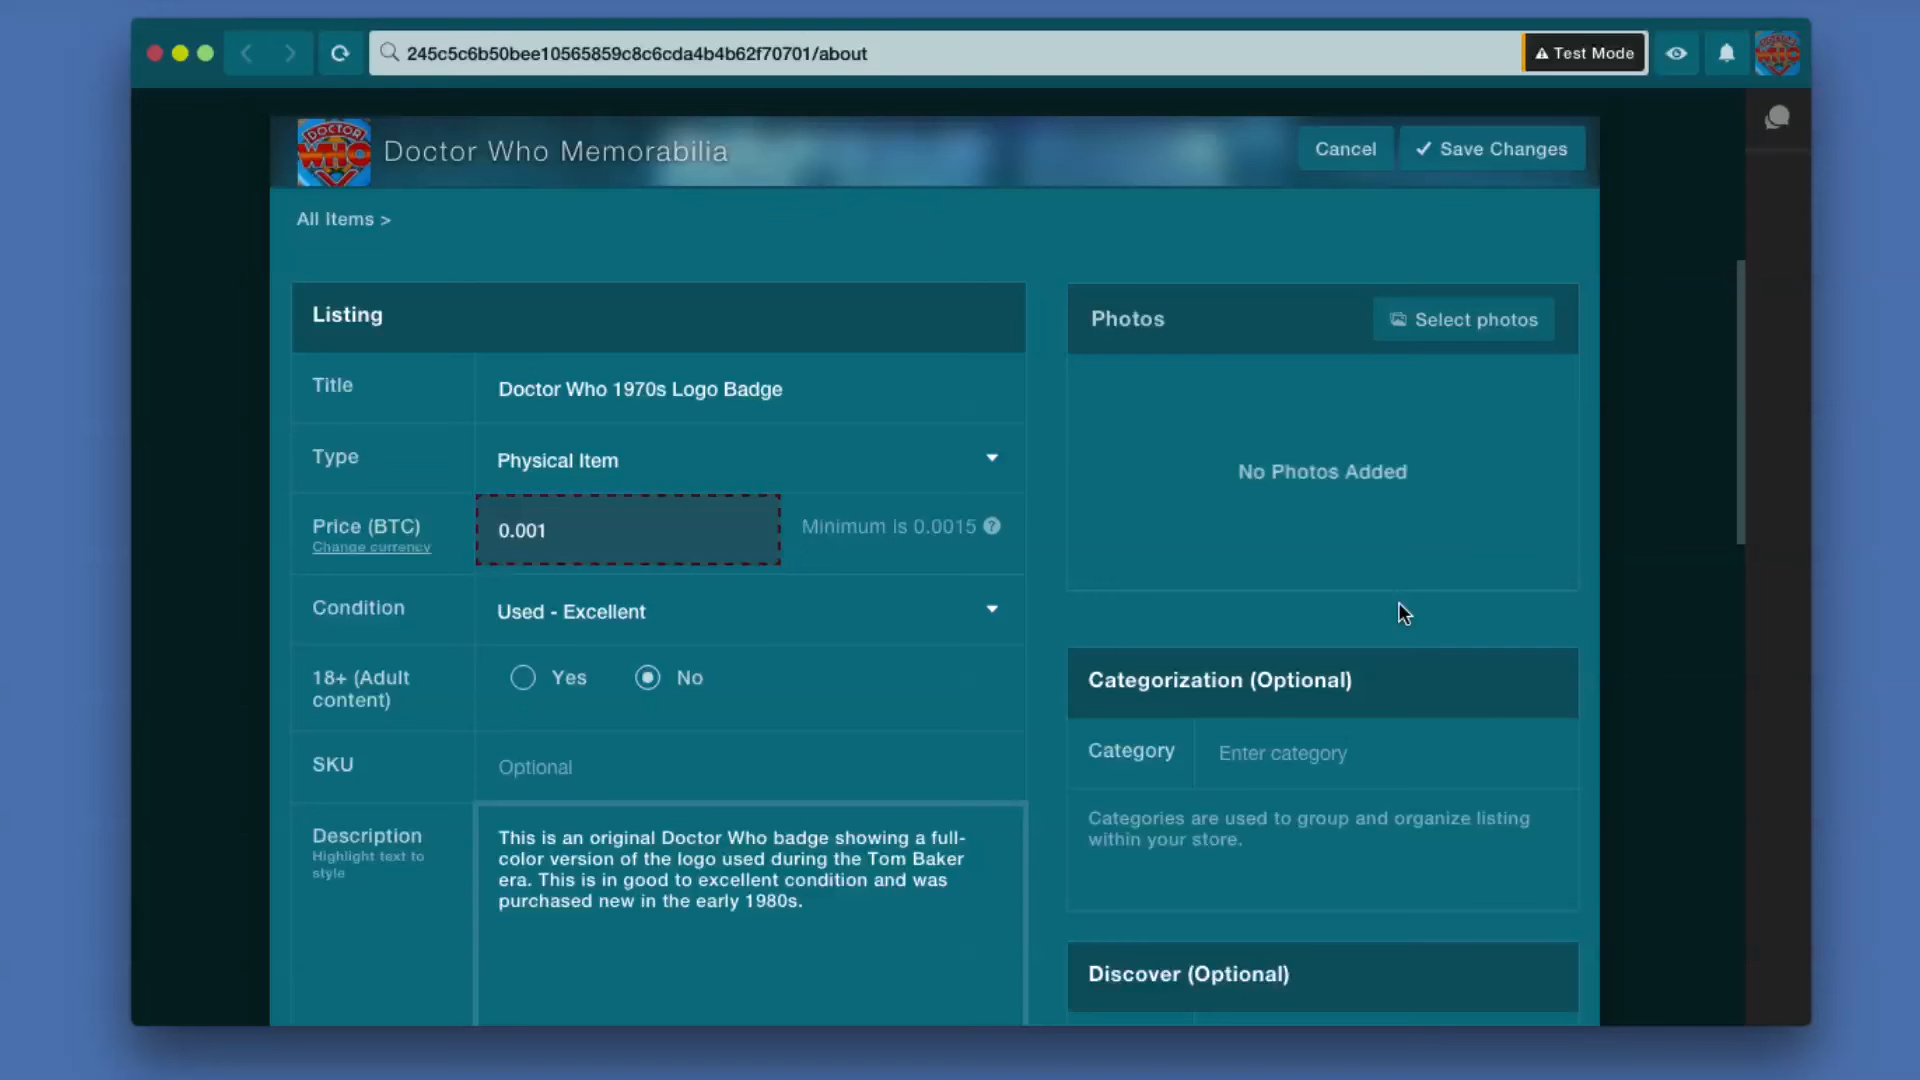 245c5c6b50bee10565859c8c6cda4b4b62f70701/about
Test Mode
DOCTOR
WHO
Doctor Who Memorabilia
Cancel
Save Changes
All Items >
Listing
Title
Doctor Who 1970s Logo Badge
Type
Physical Item
Price (BTC)
Change currency
0.001
Minimum is 0.0015 ?
Condition
Used - Excellent
18+ (Adult
content)
Yes
No
SKU
Optional
Description
Highlight text to
style
This is an original Doctor Who badge showing a full-
color version of the logo used during the Tom Baker
era. This is in good to excellent condition and was
purchased new in the early 1980s.
Photos
Select photos
No Photos Added
Categorization (Optional)
Category
Enter category
Categories are used to group and organize listing
within your store.
Discover (Optional)